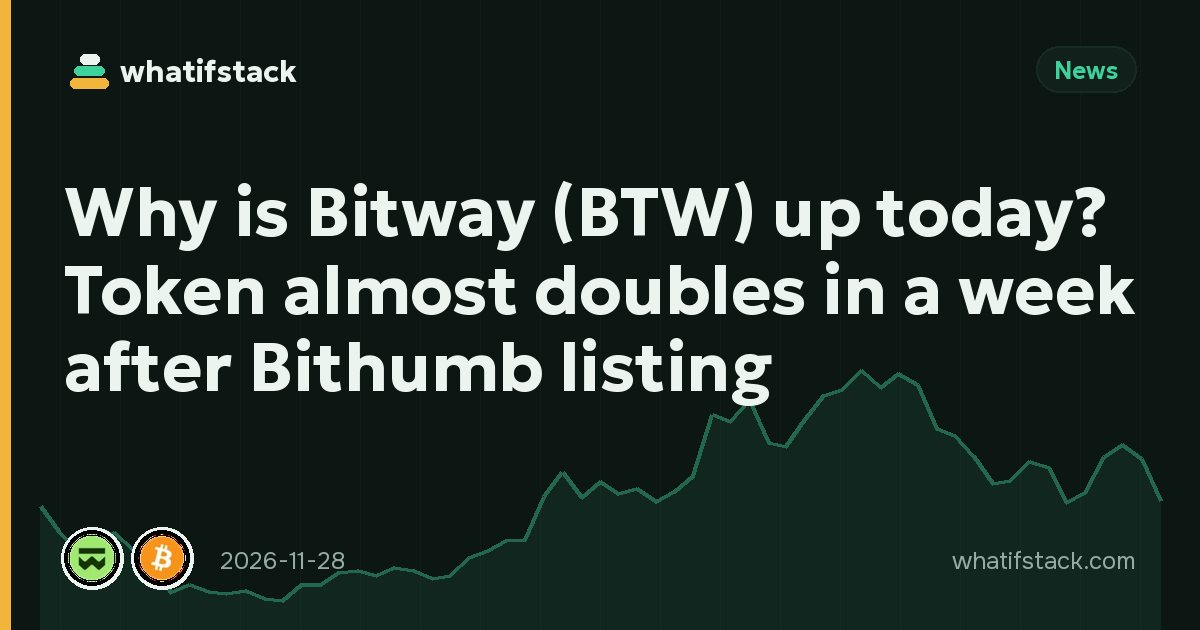 whatifstack
News
Why is Bitway (BTW) up today?
Token almost doubles in a week
after Bithumb listing
2026-11-28
whatifstack.com